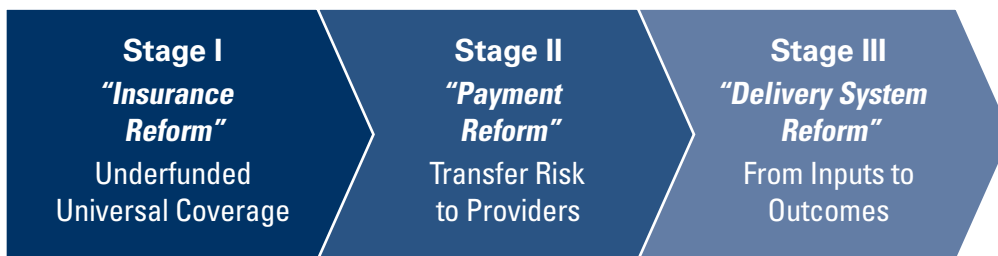 Stage I
“Insurance
Reform”
Underfunded
Universal Coverage
Stage II
“Payment
Reform”
Transfer Risk
to Providers
Stage III
“Delivery System
Reform”
From Inputs to
Outcomes